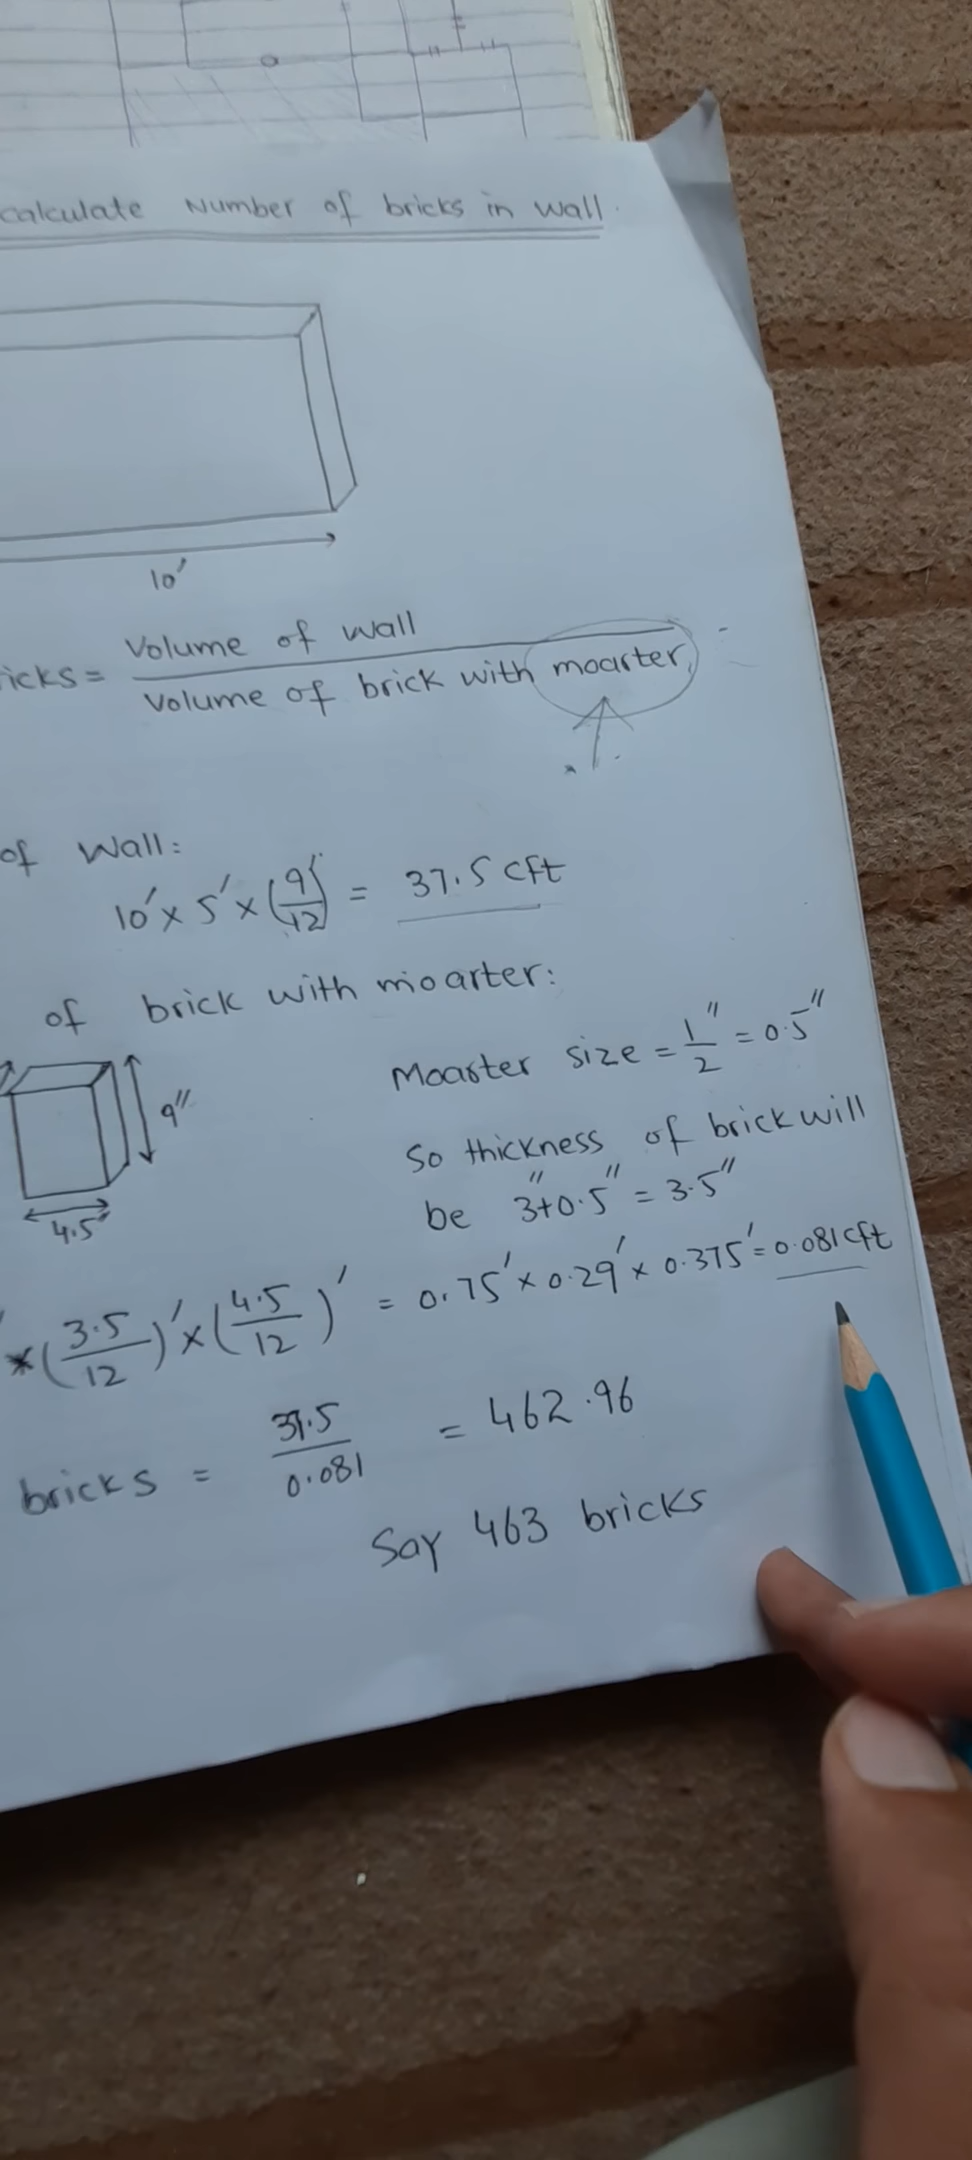 calculate Number of bricks in wall
10'
icks = Volume of wall
Volume of brick with moarter
of Wall:
10' x 5' x (9/12)' = 37.5 cft
of brick with moarter:
9"
4.5"
Moarter size = 1/2" = 0.5"
So thickness of brick will
be 3"+0.5" = 3.5"
x (3.5/12)' x (4.5/12)' = 0.75' x 0.29' x 0.375' = 0.081 cft
bricks = 37.5/0.081 = 462.96
Say 463 bricks